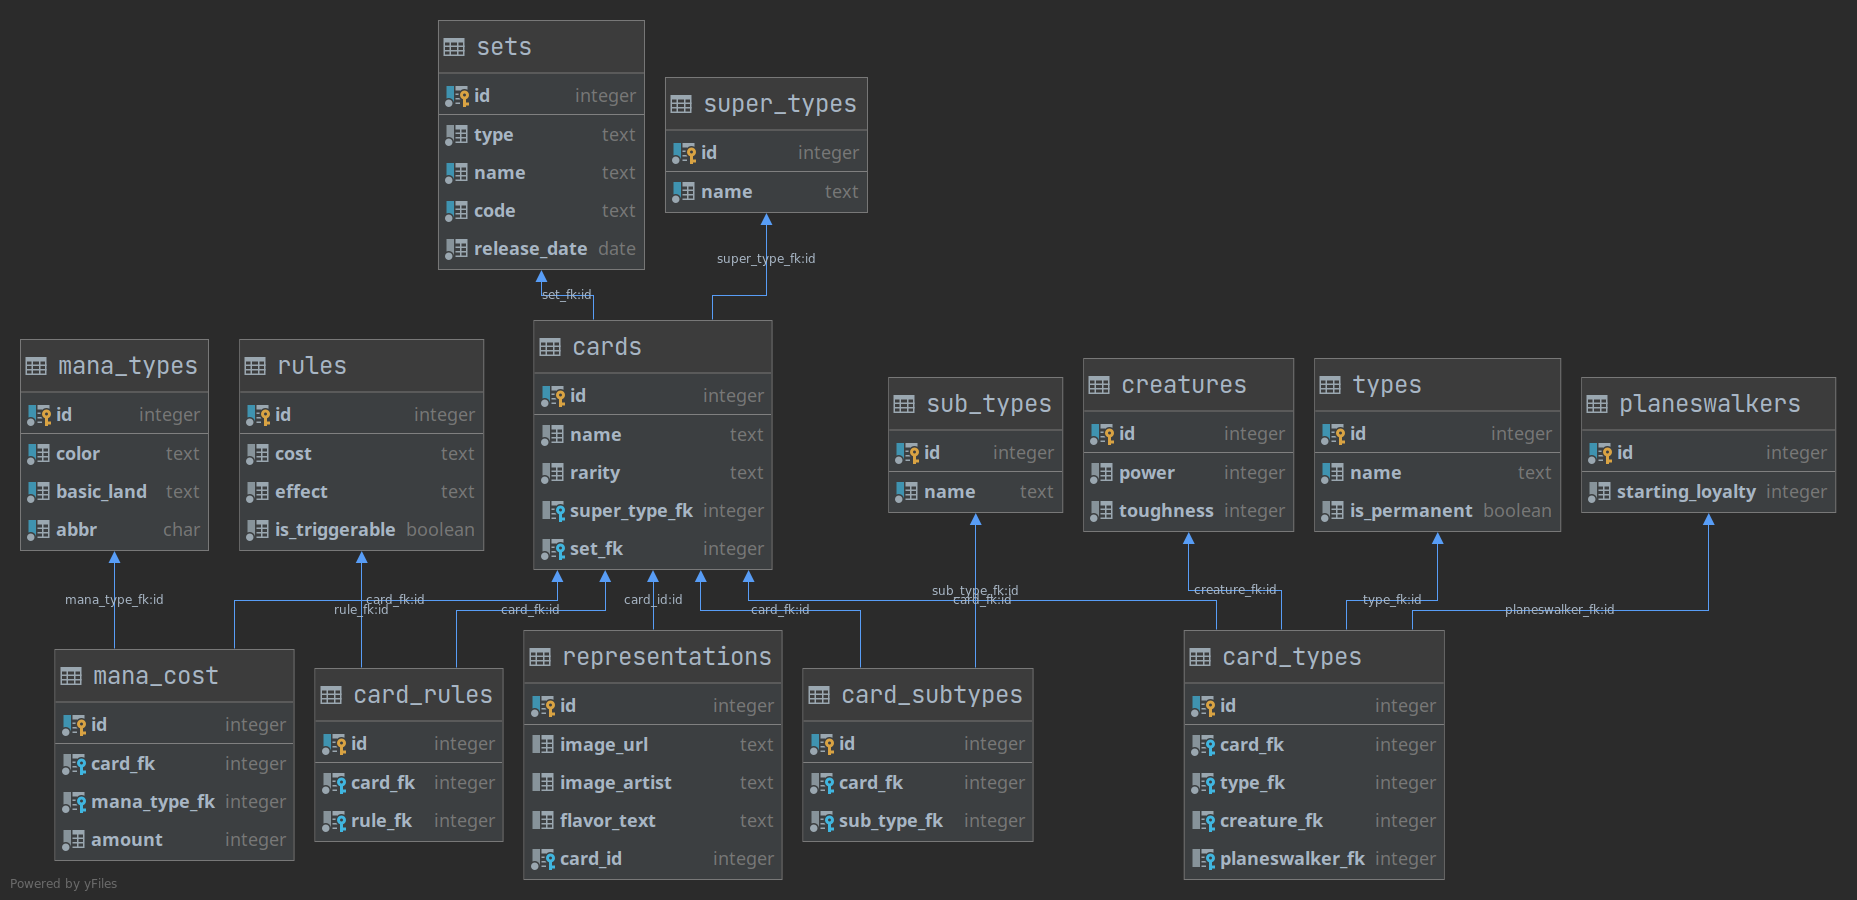 sets
id integer
type text
name text
code text
release_date date
super_types
id integer
name text
super_type_fk:id
set_fk:id
mana_types
id integer
color text
basic_land text
abbr char
rules
id integer
cost text
effect text
is_triggerable boolean
cards
id integer
name text
rarity text
super_type_fk integer
set_fk integer
sub_types
id integer
name text
creatures
id integer
power integer
toughness integer
types
id integer
name text
is_permanent boolean
planeswalkers
id integer
starting_loyalty integer
mana_type_fk:id
card_fk:id
rule_fk:id
card_fk:id
card_id:id
card_fk:id
sub_type_fk:id
card_fk:id
creature_fk:id
type_fk:id
planeswalker_fk:id
mana_cost
id integer
card_fk integer
mana_type_fk integer
amount integer
card_rules
id integer
card_fk integer
rule_fk integer
representations
id integer
image_url text
image_artist text
flavor_text text
card_id integer
card_subtypes
id integer
card_fk integer
sub_type_fk integer
card_types
id integer
card_fk integer
type_fk integer
creature_fk integer
planeswalker_fk integer
Powered by yFiles